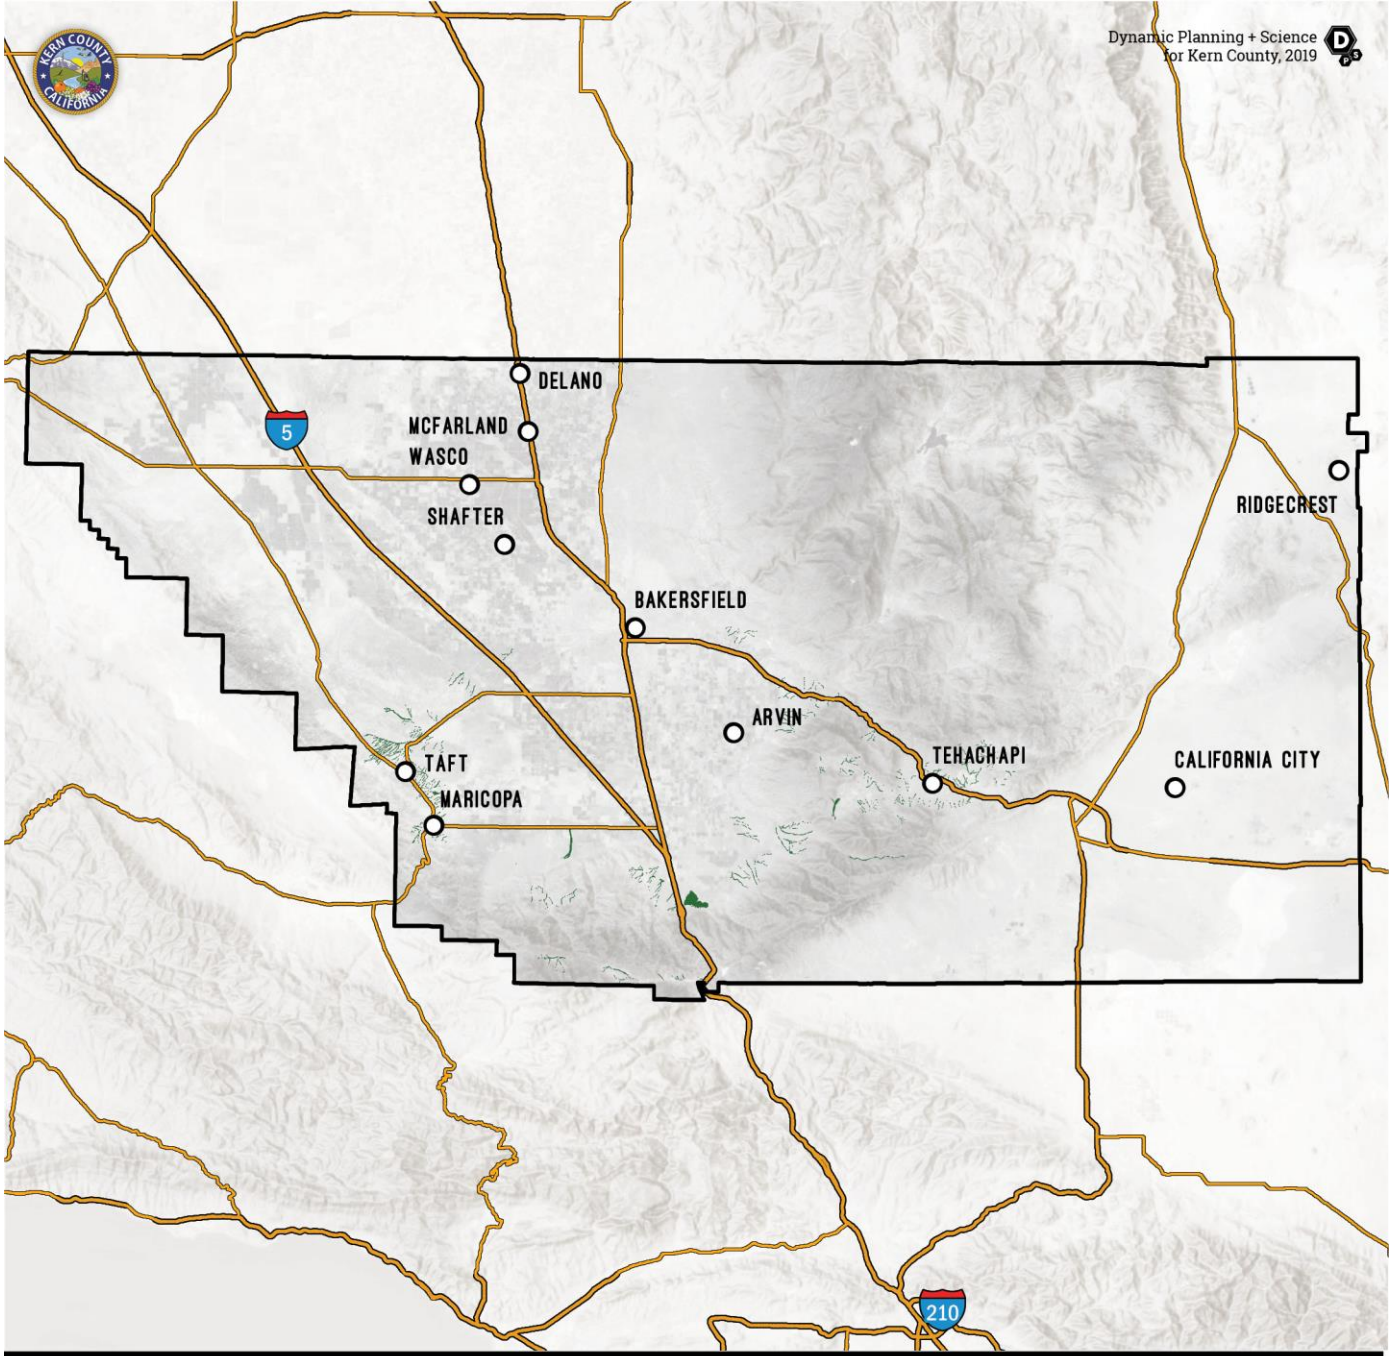 KERN COUNTY
CALIFORNIA
Dynamic Planning + Science
for Kern County, 2019
D
P S
DELANO
5
MCFARLAND
WASCO
RIDGECREST
SHAFTER
BAKERSFIELD
ARVIN
TEHACHAPI
TAFT
CALIFORNIA CITY
MARICOPA
210